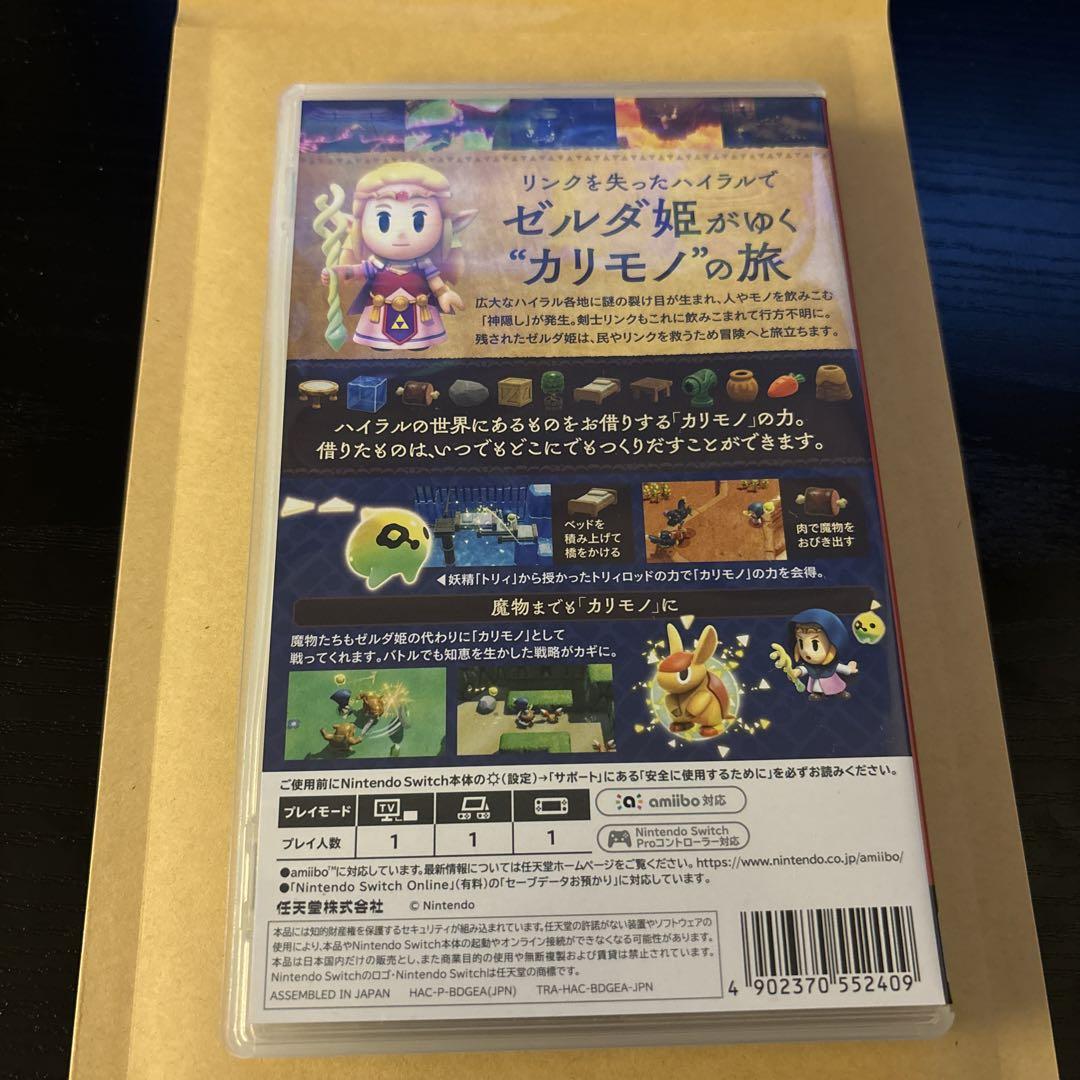 リンクを失ったハイラルで
ゼルダ姫がゆく
“カリモノ”の旅
広大なハイラル各地に謎の裂け目が生まれ、人やモノを飲みこむ
「神隠し」が発生。剣士リンクもこれに飲みこまれて行方不明に。
残されたゼルダ姫は、民やリンクを救うため冒険へと旅立ちます。
ハイラルの世界にあるものをお借りする「カリモノ」の力。
借りたものは、いつでもどこにでもつくりだすことができます。
ベッドを
積み上げて
橋をかける
肉で魔物を
おびき出す
◀妖精「トリィ」から授かったトリィロッドの力で「カリモノ」の力を会得。
魔物までも「カリモノ」に
魔物たちもゼルダ姫の代わりに「カリモノ」として
戦ってくれます。バトルでも知恵を生かした戦略がカギに。
ご使用前にNintendo Switch本体の(設定)→「サポート」にある「安全に使用するために」を必ずお読みください。
プレイモード TV
プレイ人数 1 1 1
amiibo 対応
Nintendo Switch
Proコントローラー対応
●amiibo™に対応しています。最新情報については任天堂ホームページをご覧ください。https://www.nintendo.co.jp/amiibo/
●「Nintendo Switch Online」(有料)の「セーブデータお預かり」に対応しています。
任天堂株式会社 © Nintendo
本品には知的財産権を保護するセキュリティが組み込まれています。任天堂の許諾がない装置やソフトウェアの
使用により、本品やNintendo Switch本体の起動やオンライン接続ができなくなる可能性があります。
本品は日本国内だけの販売とし、また商業目的の使用や無断複製および賃貸は禁止されています。
Nintendo Switchのロゴ・Nintendo Switchは任天堂の商標です。
ASSEMBLED IN JAPAN HAC-P-BDGEA(JPN) TRA-HAC-BDGEA-JPN
4 902370 552409